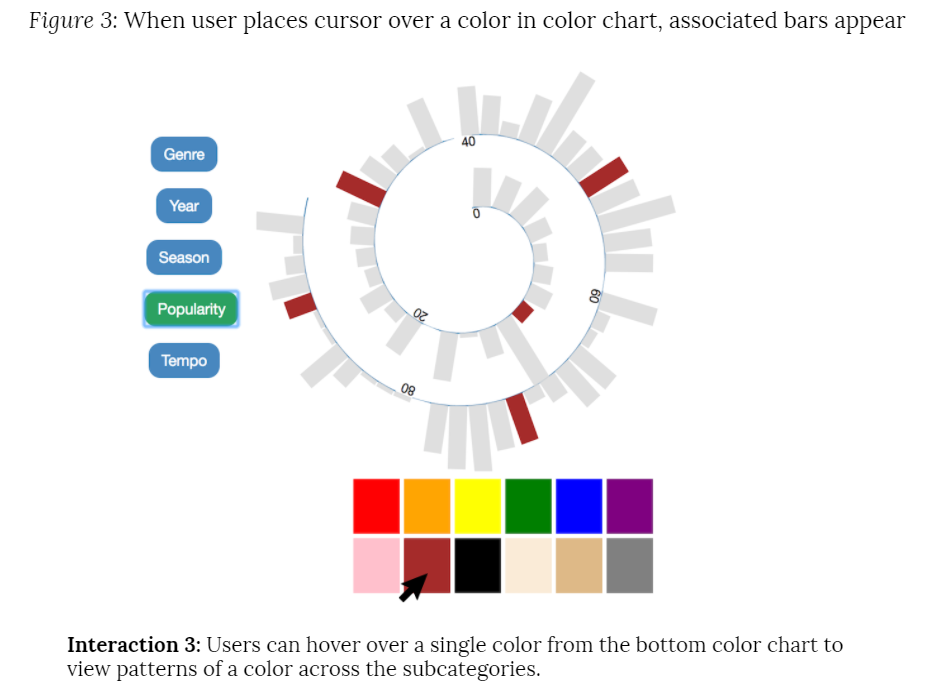 Figure 3: When user places cursor over a color in color chart, associated bars appear
Genre
Year
Season
Popularity
Tempo
40
0
60
20
80
Interaction 3: Users can hover over a single color from the bottom color chart to
view patterns of a color across the subcategories.